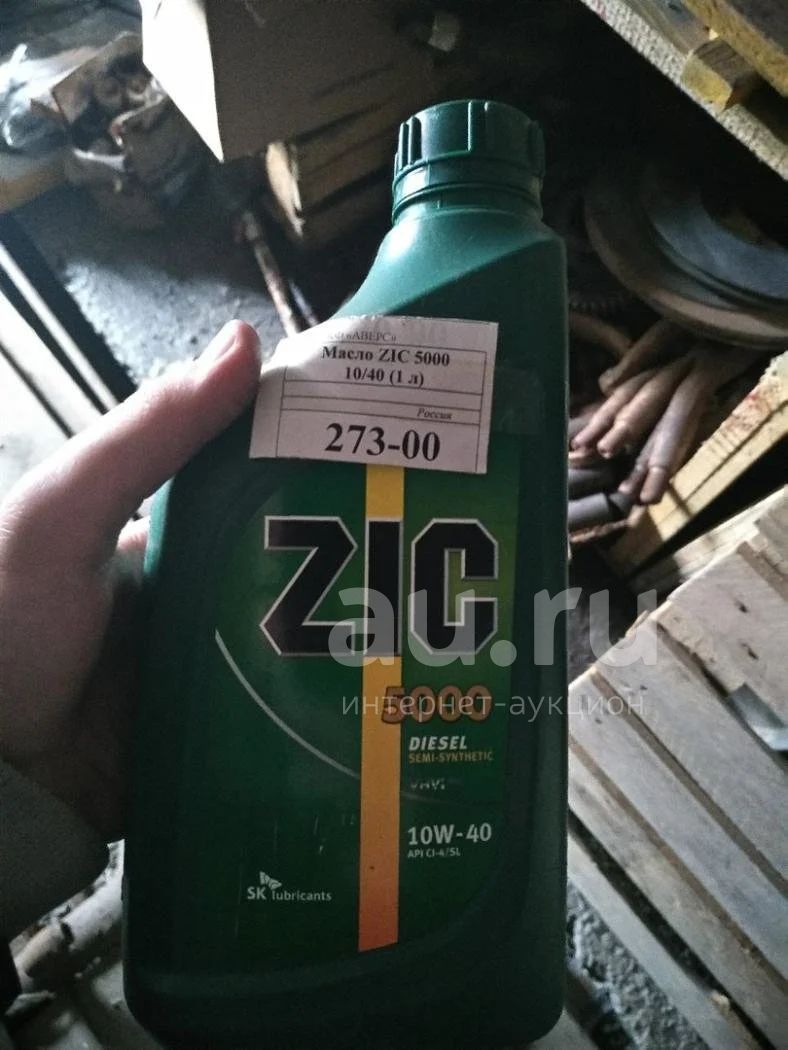 «АВЕРС»
Масло ZIC 5000
10/40 (1 л)
Россия
273-00
ZIC
au.ru
5000
интернет-аукцион
DIESEL
SEMI-SYNTHETIC
VHVI
10W-40
API CI-4/SL
SK lubricants